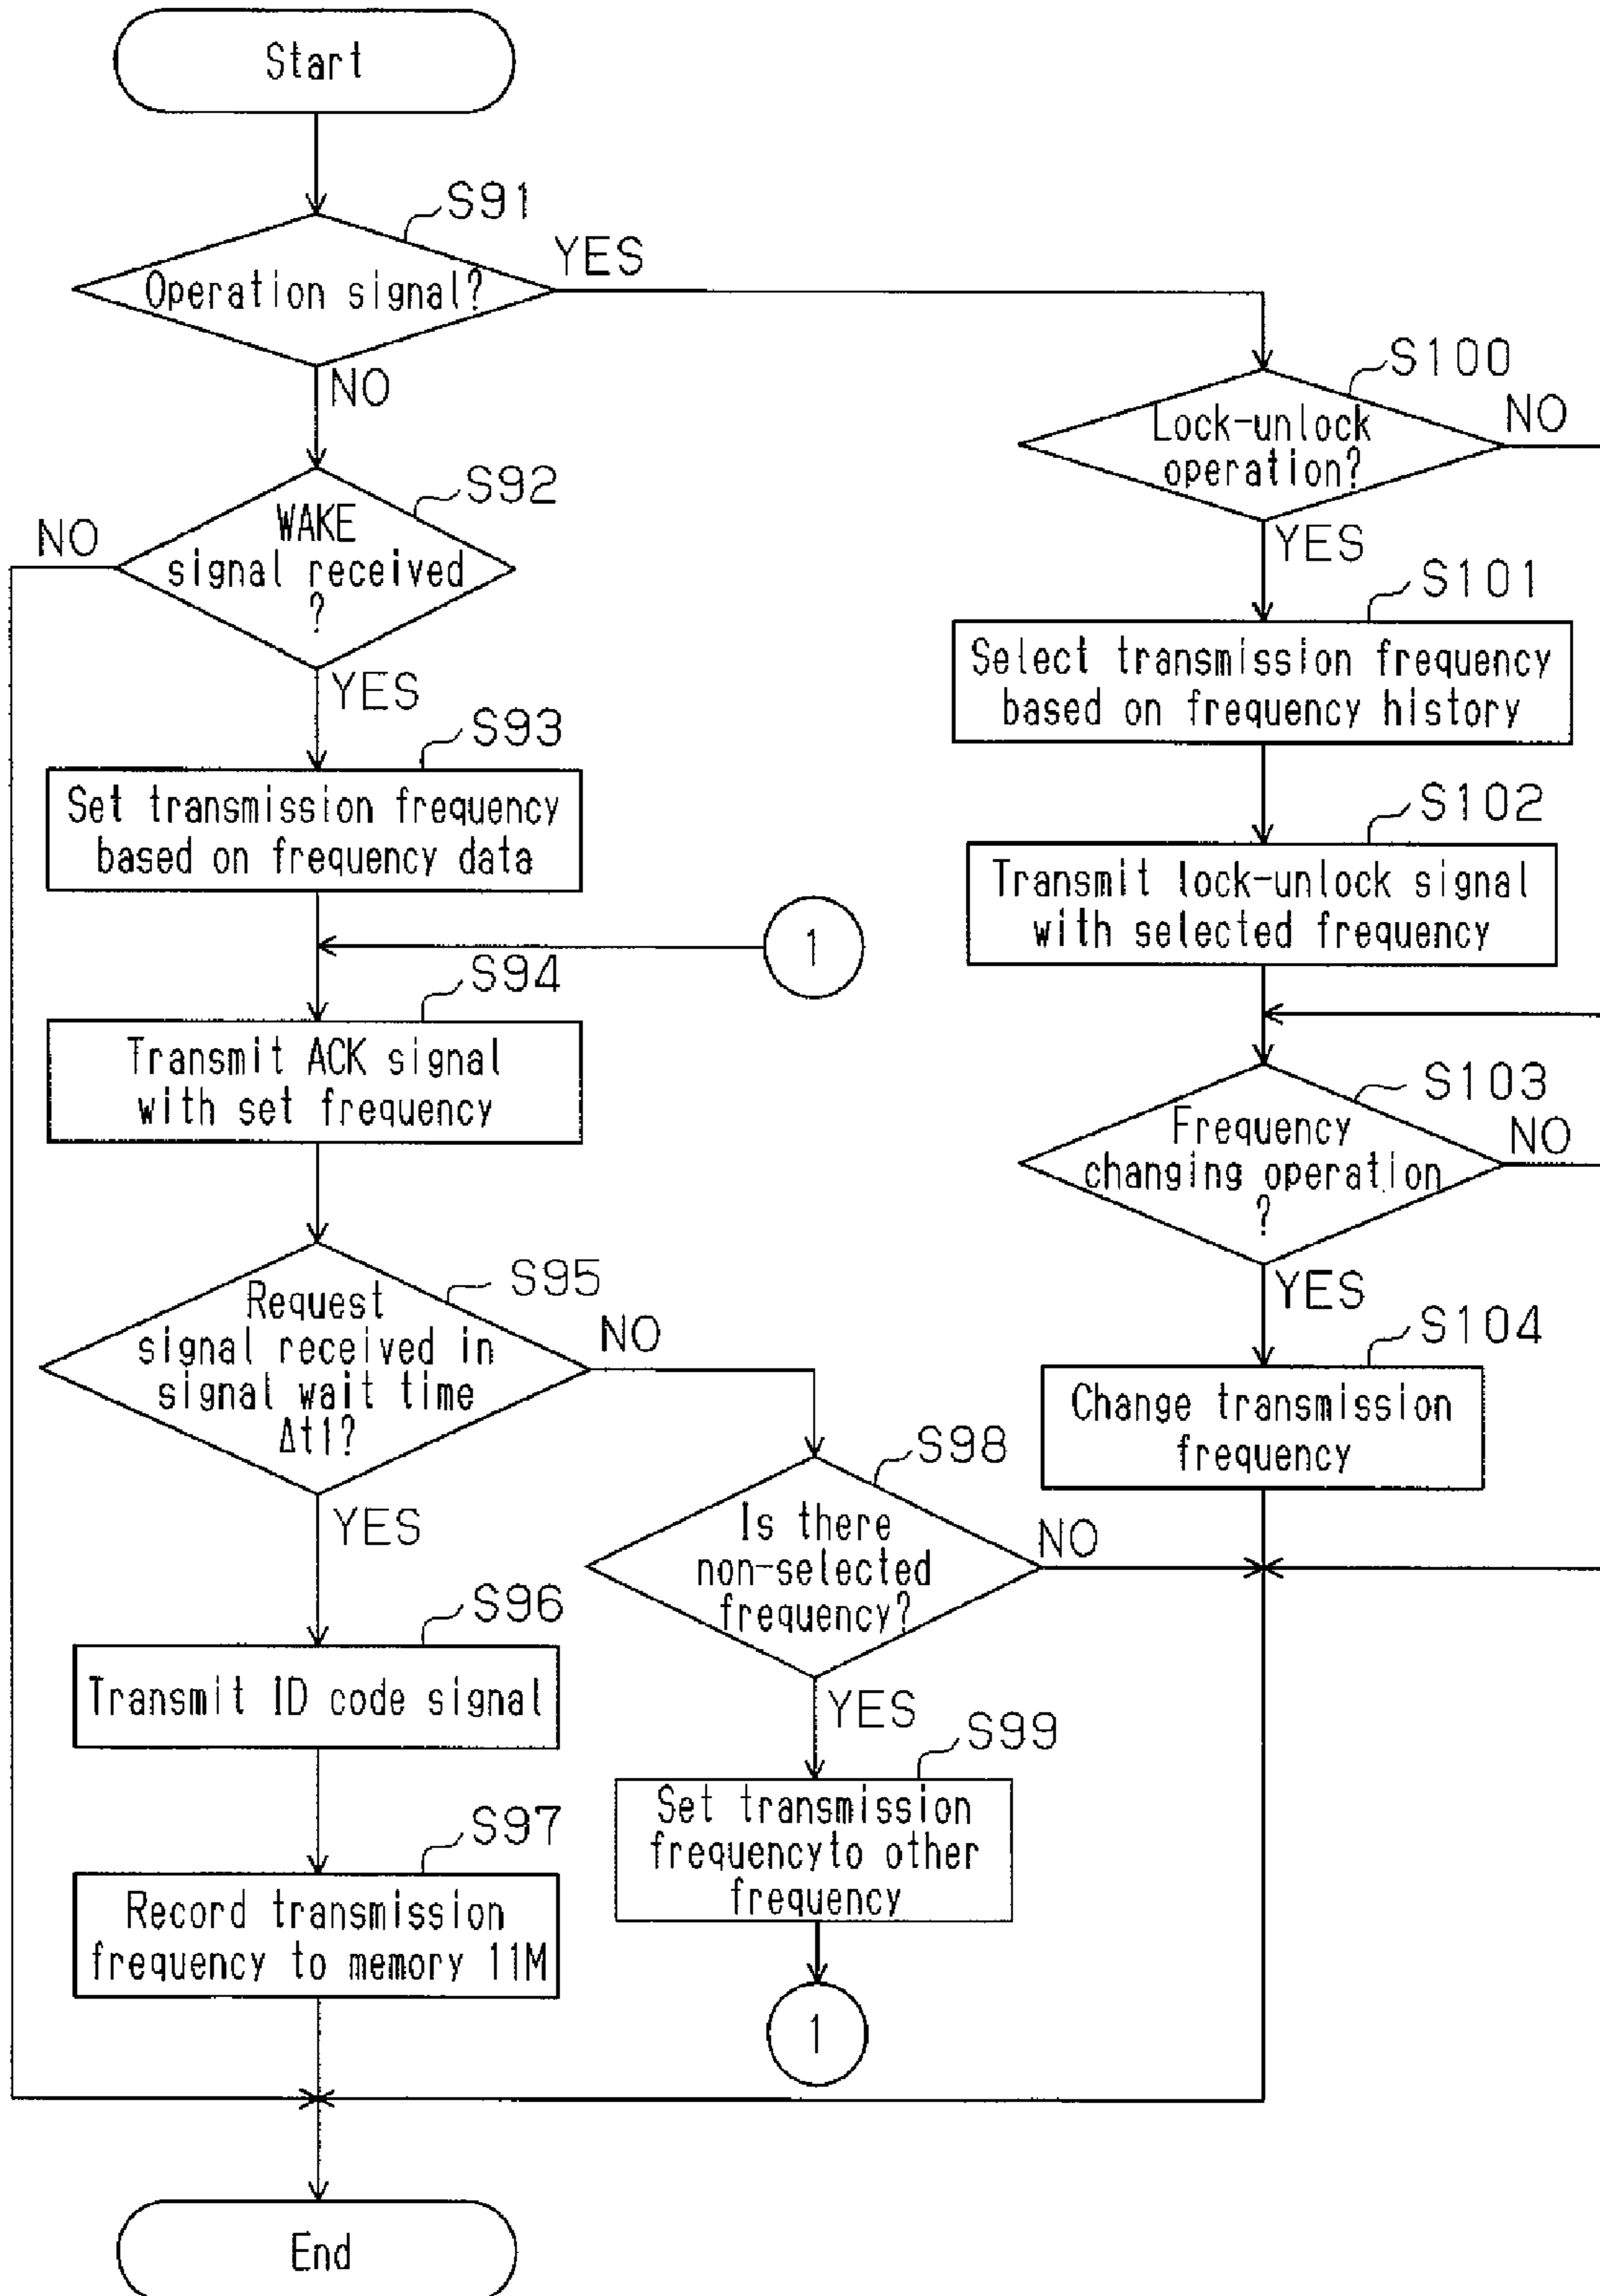 Start
S91
Operation signal?
YES
NO
S92
WAKE
signal received
?
NO
YES
S93
Set transmission frequency
based on frequency data
1
S94
Transmit ACK signal
with set frequency
S95
Request
signal received in
signal wait time
Δt1?
NO
YES
S96
Transmit ID code signal
S97
Record transmission
frequency to memory 11M
S98
Is there
non-selected
frequency?
NO
YES
S99
Set transmission
frequency to other
frequency
1
S100
Lock-unlock
operation?
NO
YES
S101
Select transmission frequency
based on frequency history
S102
Transmit lock-unlock signal
with selected frequency
S103
Frequency
changing operation
?
NO
YES
S104
Change transmission
frequency
End